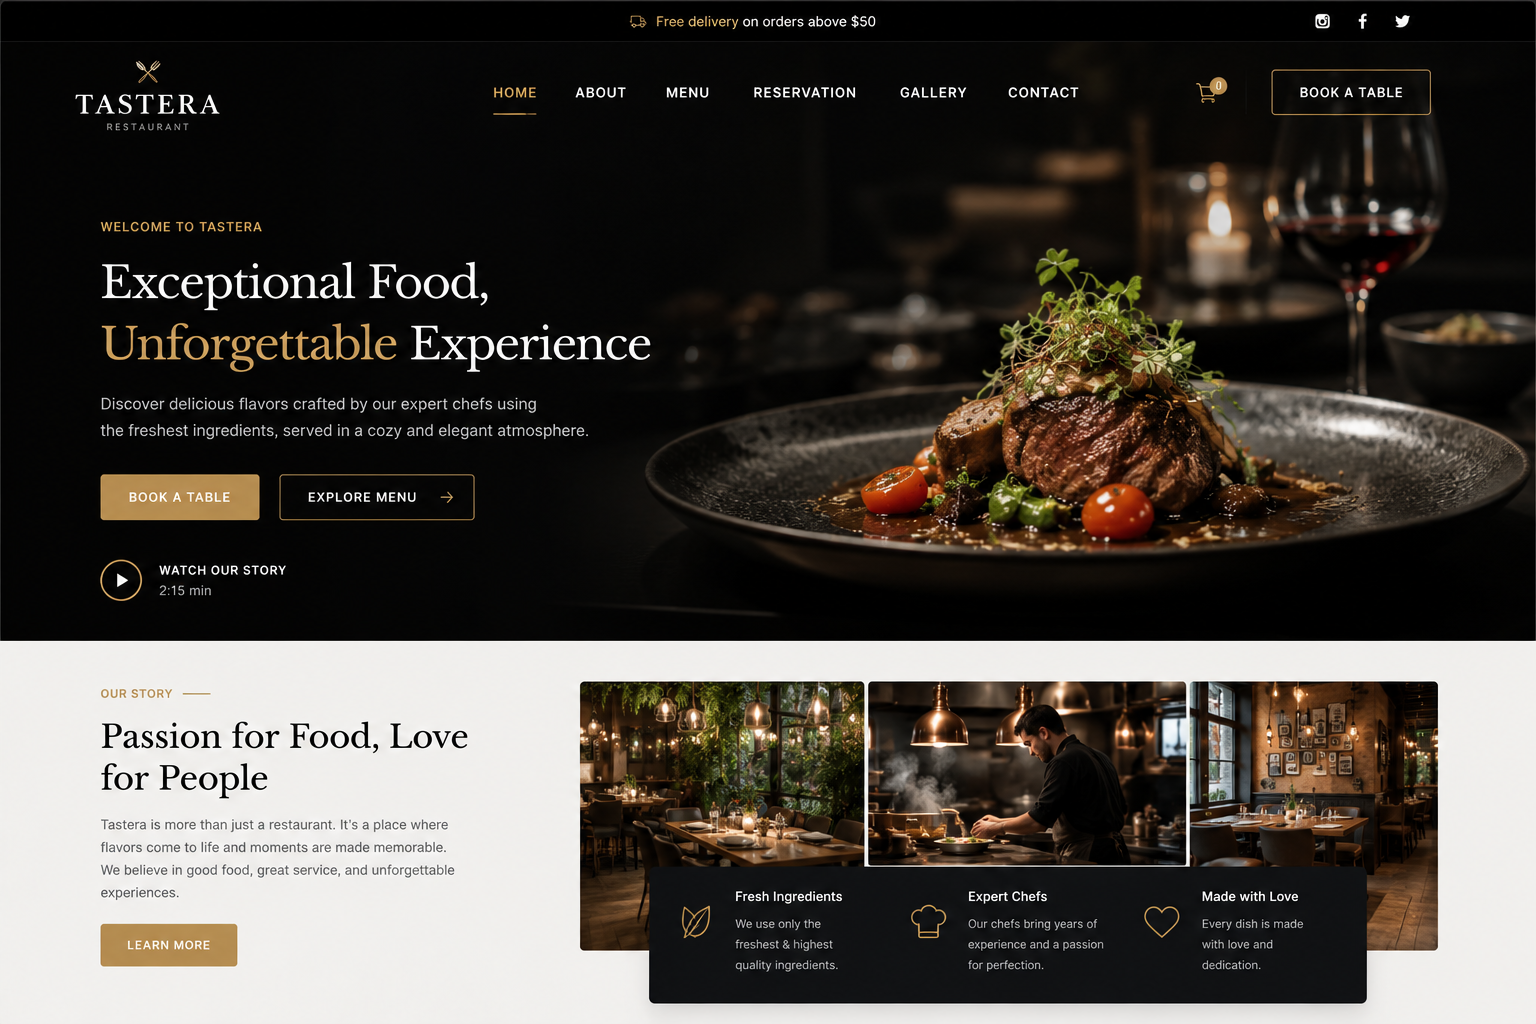 Free delivery on orders above $50
TASTERA
RESTAURANT
HOME
ABOUT
MENU
RESERVATION
GALLERY
CONTACT
0
BOOK A TABLE
WELCOME TO TASTERA
Exceptional Food,
Unforgettable Experience
Discover delicious flavors crafted by our expert chefs using
the freshest ingredients, served in a cozy and elegant atmosphere.
BOOK A TABLE
EXPLORE MENU
WATCH OUR STORY
2:15 min
OUR STORY
Passion for Food, Love
for People
Tastera is more than just a restaurant. It's a place where
flavors come to life and moments are made memorable.
We believe in good food, great service, and unforgettable
experiences.
LEARN MORE
Fresh Ingredients
We use only the
freshest & highest
quality ingredients.
Expert Chefs
Our chefs bring years of
experience and a passion
for perfection.
Made with Love
Every dish is made
with love and
dedication.